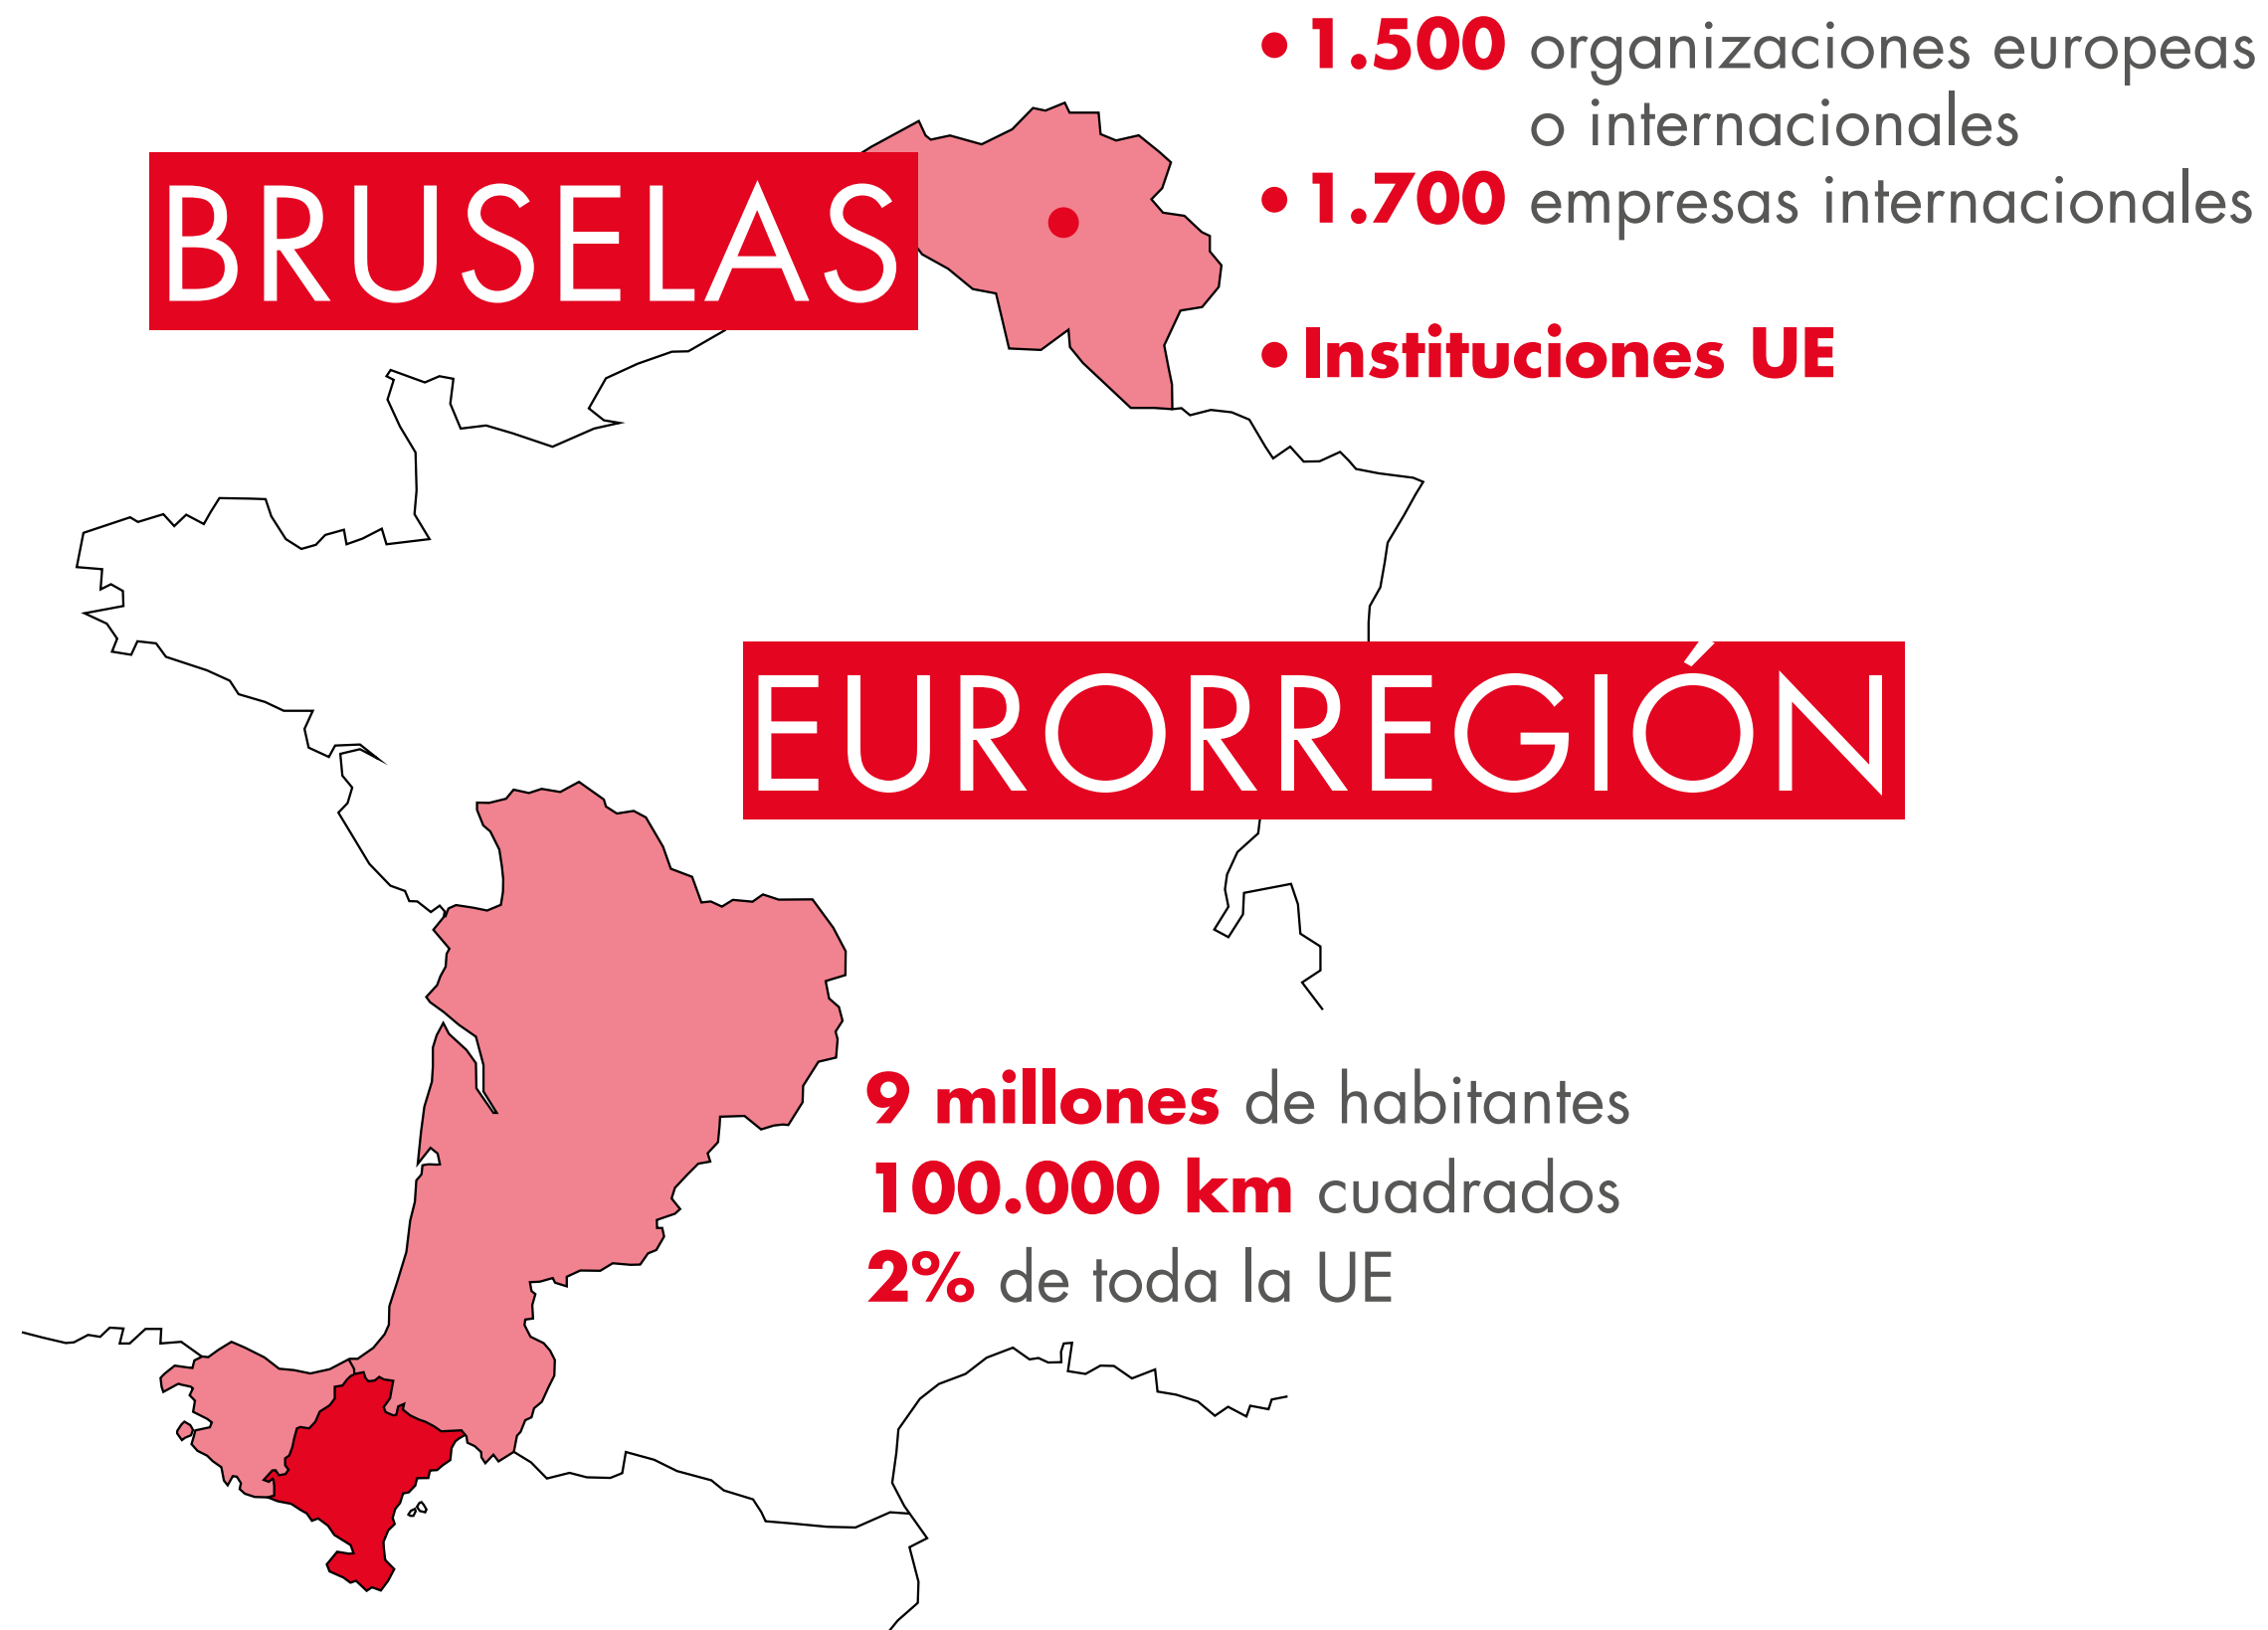 • 1.500 organizaciones europeas
o internacionales
• 1.700 empresas internacionales
• Instituciones UE
BRUSELAS
EURORREGIÓN
9 millones de habitantes
100.000 km cuadrados
2% de toda la UE